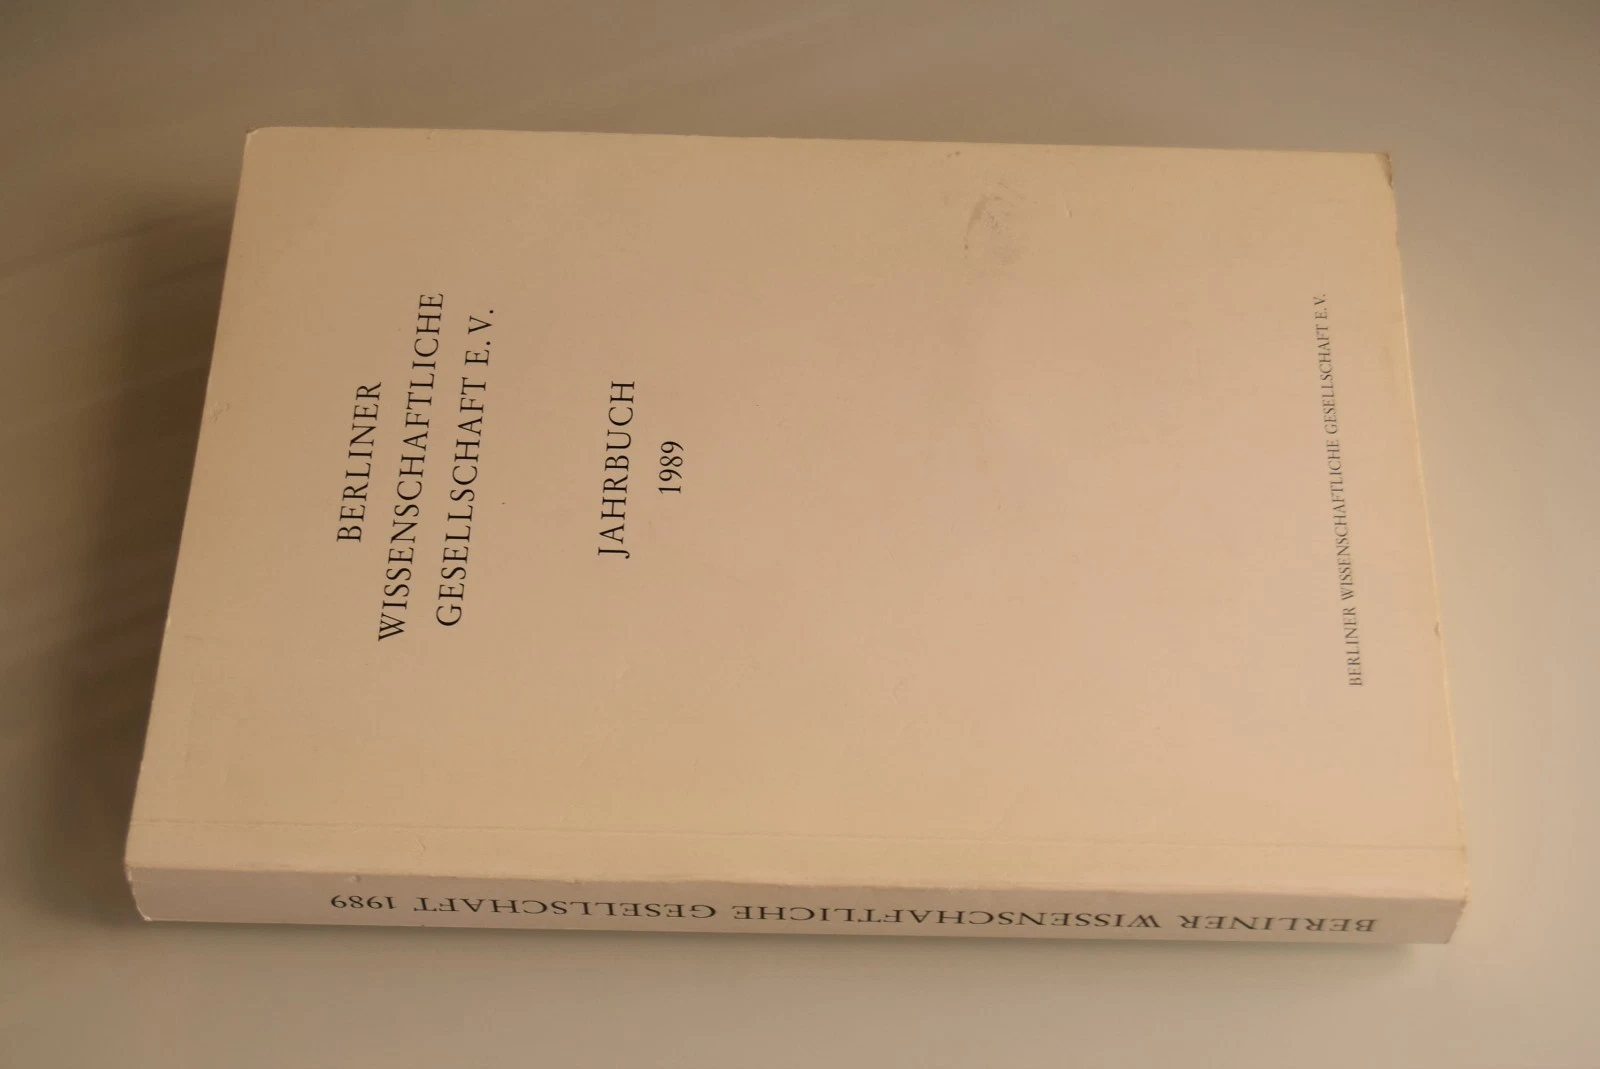 BERLINER
WISSENSCHAFTLICHE
GESELLSCHAFT E. V.
JAHRBUCH
1989
BERLINER WISSENSCHAFTLICHE GESELLSCHAFT E. V.
BERLINER WISSENSCHAFTLICHE GESELLSCHAFT 1989